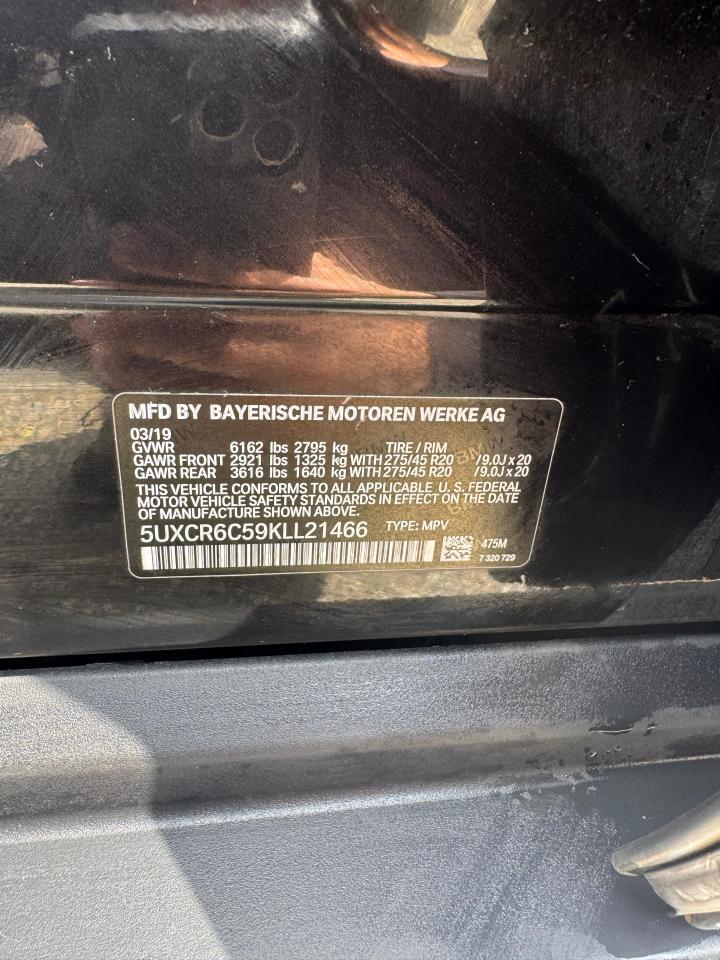 MFD BY BAYERISCHE MOTOREN WERKE AG
03/19
GVWR 6162 lbs 2795 kg TIRE / RIM
GAWR FRONT 2921 lbs 1325 kg WITH 275/45 R20 /9.0J x 20
GAWR REAR 3616 lbs 1640 kg WITH 275/45 R20 /9.0J x 20
THIS VEHICLE CONFORMS TO ALL APPLICABLE U.S. FEDERAL
MOTOR VEHICLE SAFETY STANDARDS IN EFFECT ON THE DATE
OF MANUFACTURE SHOWN ABOVE.
5UXCR6C59KLL21466 TYPE: MPV
475M
7 320 729